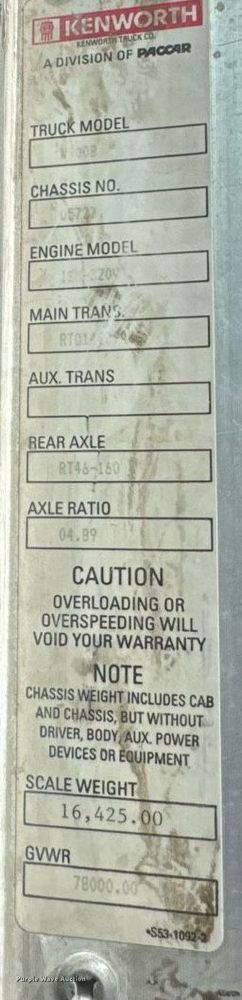 KENWORTH
KENWORTH TRUCK CO.
A DIVISION OF PACCAR
TRUCK MODEL
CHASSIS NO.
ENGINE MODEL
MAIN TRANS.
AUX. TRANS
REAR AXLE
RT46-160
AXLE RATIO
04.89
CAUTION
OVERLOADING OR
OVERSPEEDING WILL
VOID YOUR WARRANTY
NOTE
CHASSIS WEIGHT INCLUDES CAB
AND CHASSIS, BUT WITHOUT
DRIVER, BODY, AUX. POWER
DEVICES OR EQUIPMENT
SCALE WEIGHT
16,425.00
GVWR
78000.00
•S53-1092-2
Purple Wave Auction